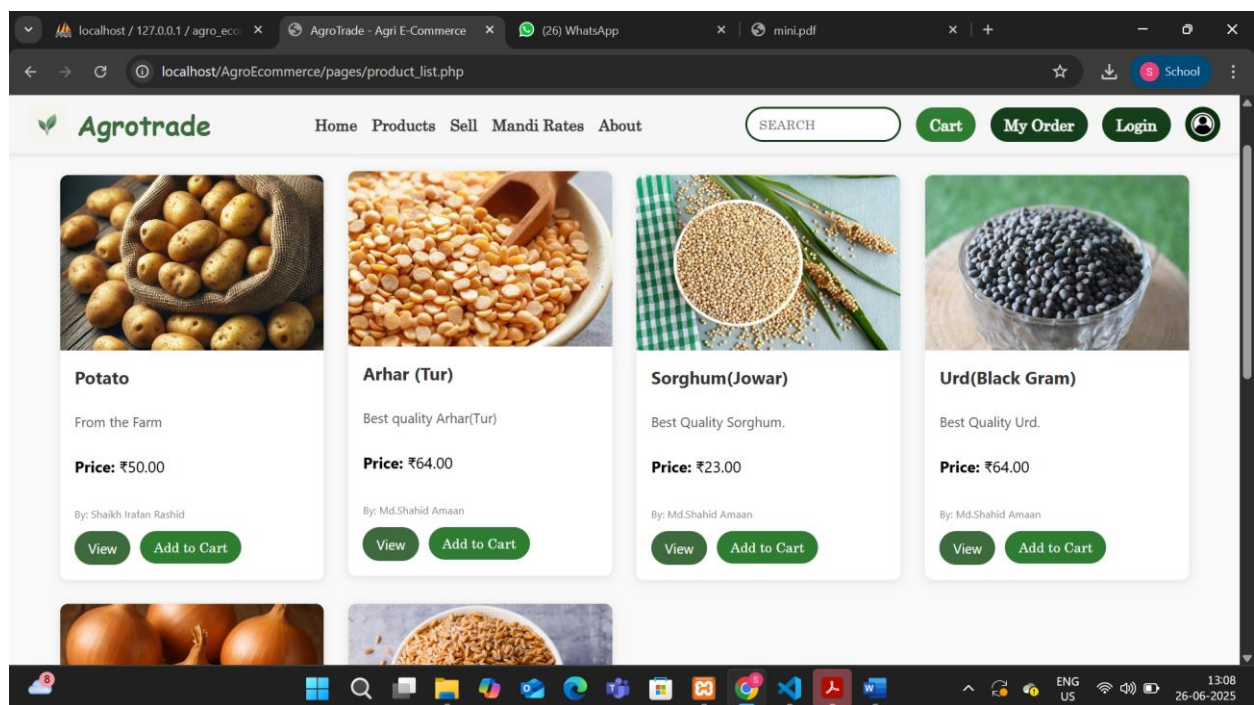 localhost / 127.0.0.1 / agro_eco
AgroTrade - Agri E-Commerce
(26) WhatsApp
mini.pdf
localhost/AgroEcommerce/pages/product_list.php
S School
Agrotrade
Home Products Sell Mandi Rates About
SEARCH
Cart
My Order
Login
Potato
From the Farm
Price: ₹50.00
By: Shaikh Irafan Rashid
View
Add to Cart
Arhar (Tur)
Best quality Arhar(Tur)
Price: ₹64.00
By: Md.Shahid Amaan
View
Add to Cart
Sorghum(Jowar)
Best Quality Sorghum.
Price: ₹23.00
By: Md.Shahid Amaan
View
Add to Cart
Urd(Black Gram)
Best Quality Urd.
Price: ₹64.00
By: Md.Shahid Amaan
View
Add to Cart
8
ENG
US
13:08
26-06-2025